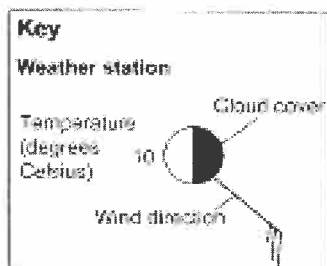 Key
Weather station
Cloud cover
Temperature
(degrees
Celsius)
10
Wind direction